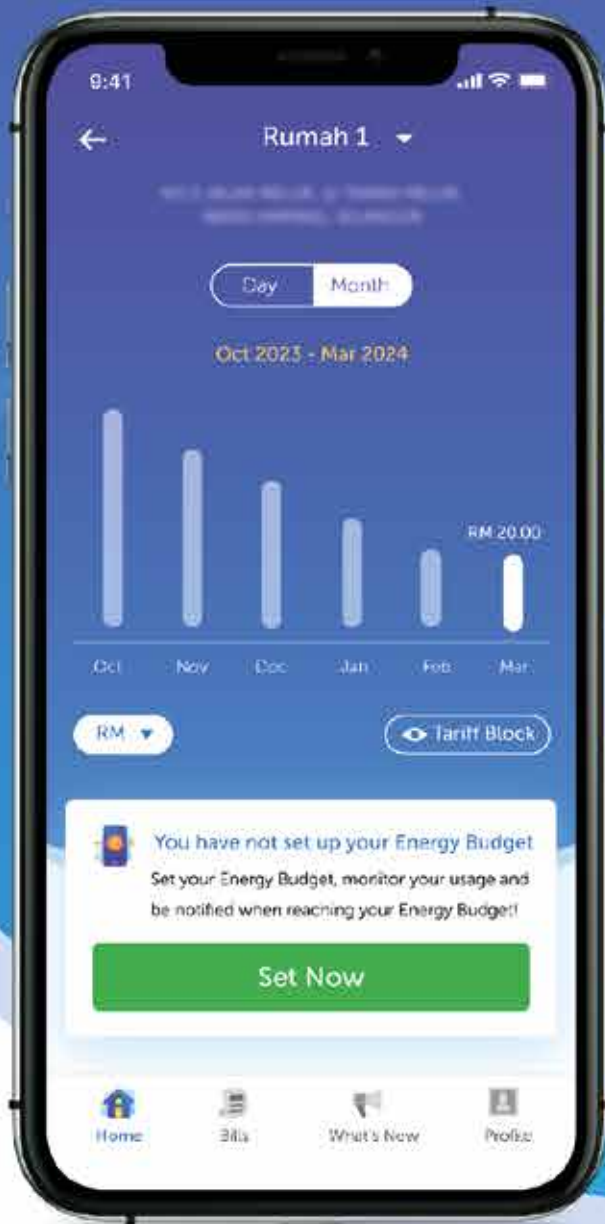 9:41
Rumah 1
Day Month
Oct 2023 - Mar 2024
RM 20.00
Oct Nov Dec Jan Feb Mar
RM
Tariff Block
You have not set up your Energy Budget
Set your Energy Budget, monitor your usage and
be notified when reaching your Energy Budget!
Set Now
Home Bills What's New Profile